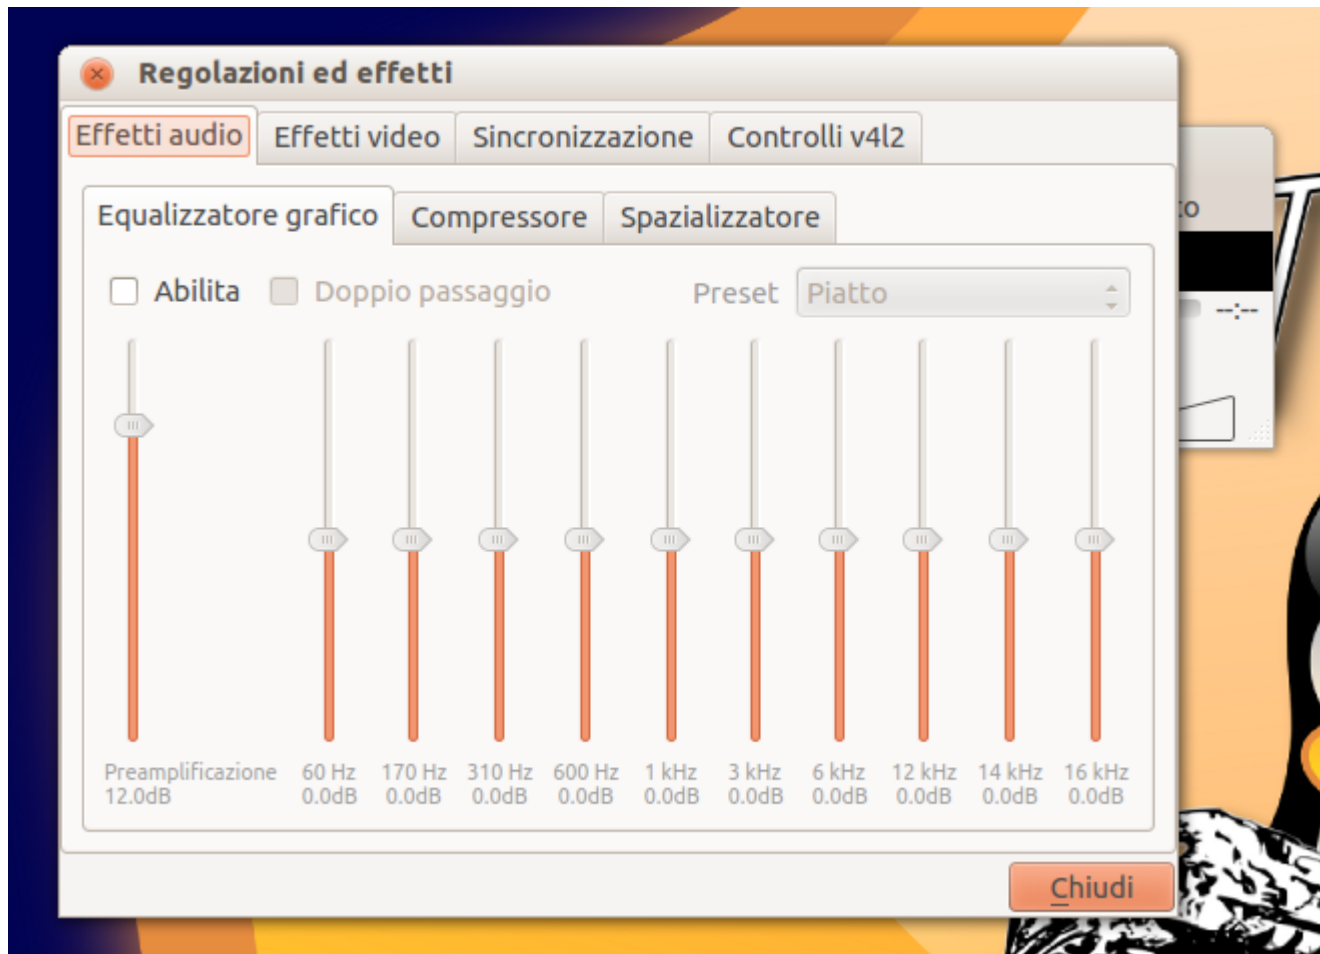 Regolazioni ed effetti
Effetti audio Effetti video Sincronizzazione Controlli v4l2
Equalizzatore grafico Compressore Spazializzatore
Abilita Doppio passaggio Preset Piatto
--:--
Preamplificazione 60 Hz 170 Hz 310 Hz 600 Hz 1 kHz 3 kHz 6 kHz 12 kHz 14 kHz 16 kHz
12.0dB 0.0dB 0.0dB 0.0dB 0.0dB 0.0dB 0.0dB 0.0dB 0.0dB 0.0dB 0.0dB
Chiudi